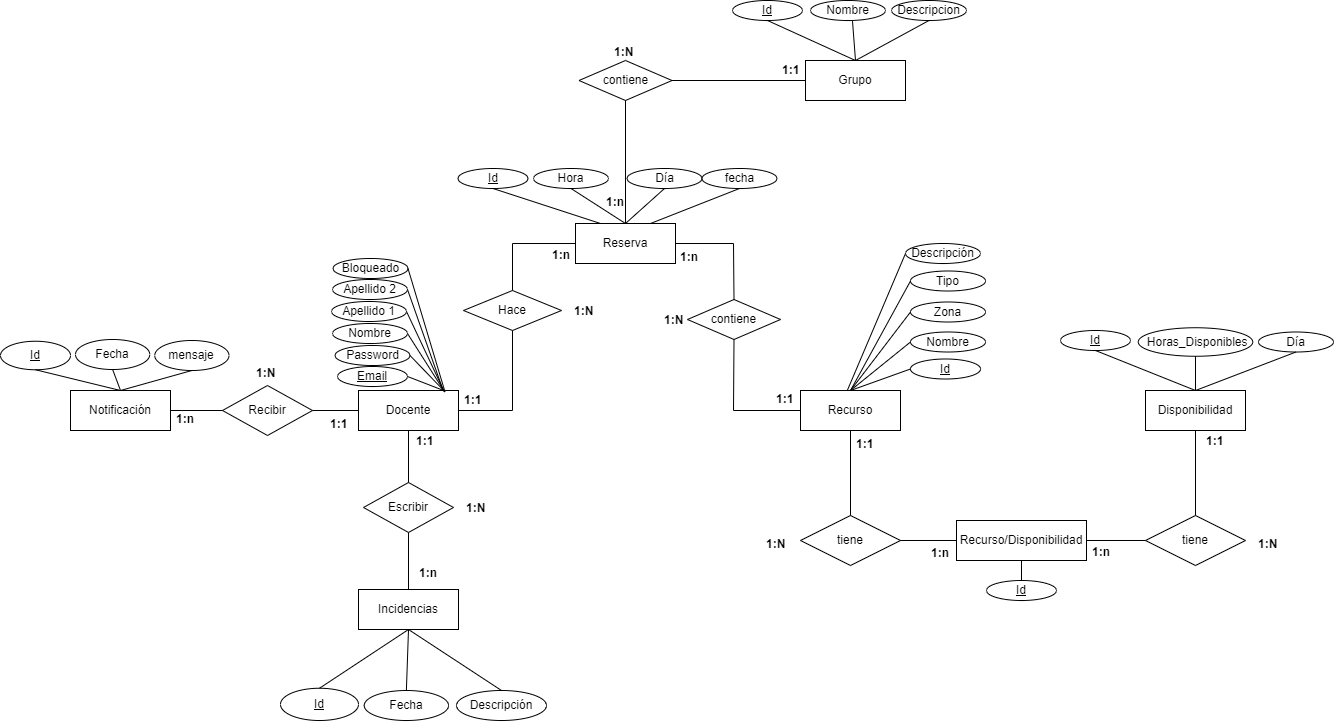 Id
Nombre
Descripcion
1:N
1:1
contiene
Grupo
Id
Hora
Día
fecha
1:n
Reserva
1:n
1:n
Bloqueado
Apellido 2
Apellido 1
Nombre
Password
Email
Hace
1:N
1:N
contiene
Descripción
Tipo
Zona
Nombre
Id
Id
Fecha
mensaje
1:N
Notificación
1:n
Recibir
1:1
Docente
1:1
1:1
1:1
Recurso
1:1
Id
Horas_Disponibles
Día
Disponibilidad
1:1
Escribir
1:N
1:n
Incidencias
Id
Fecha
Descripción
1:N
tiene
1:n
Recurso/Disponibilidad
1:n
tiene
1:N
Id